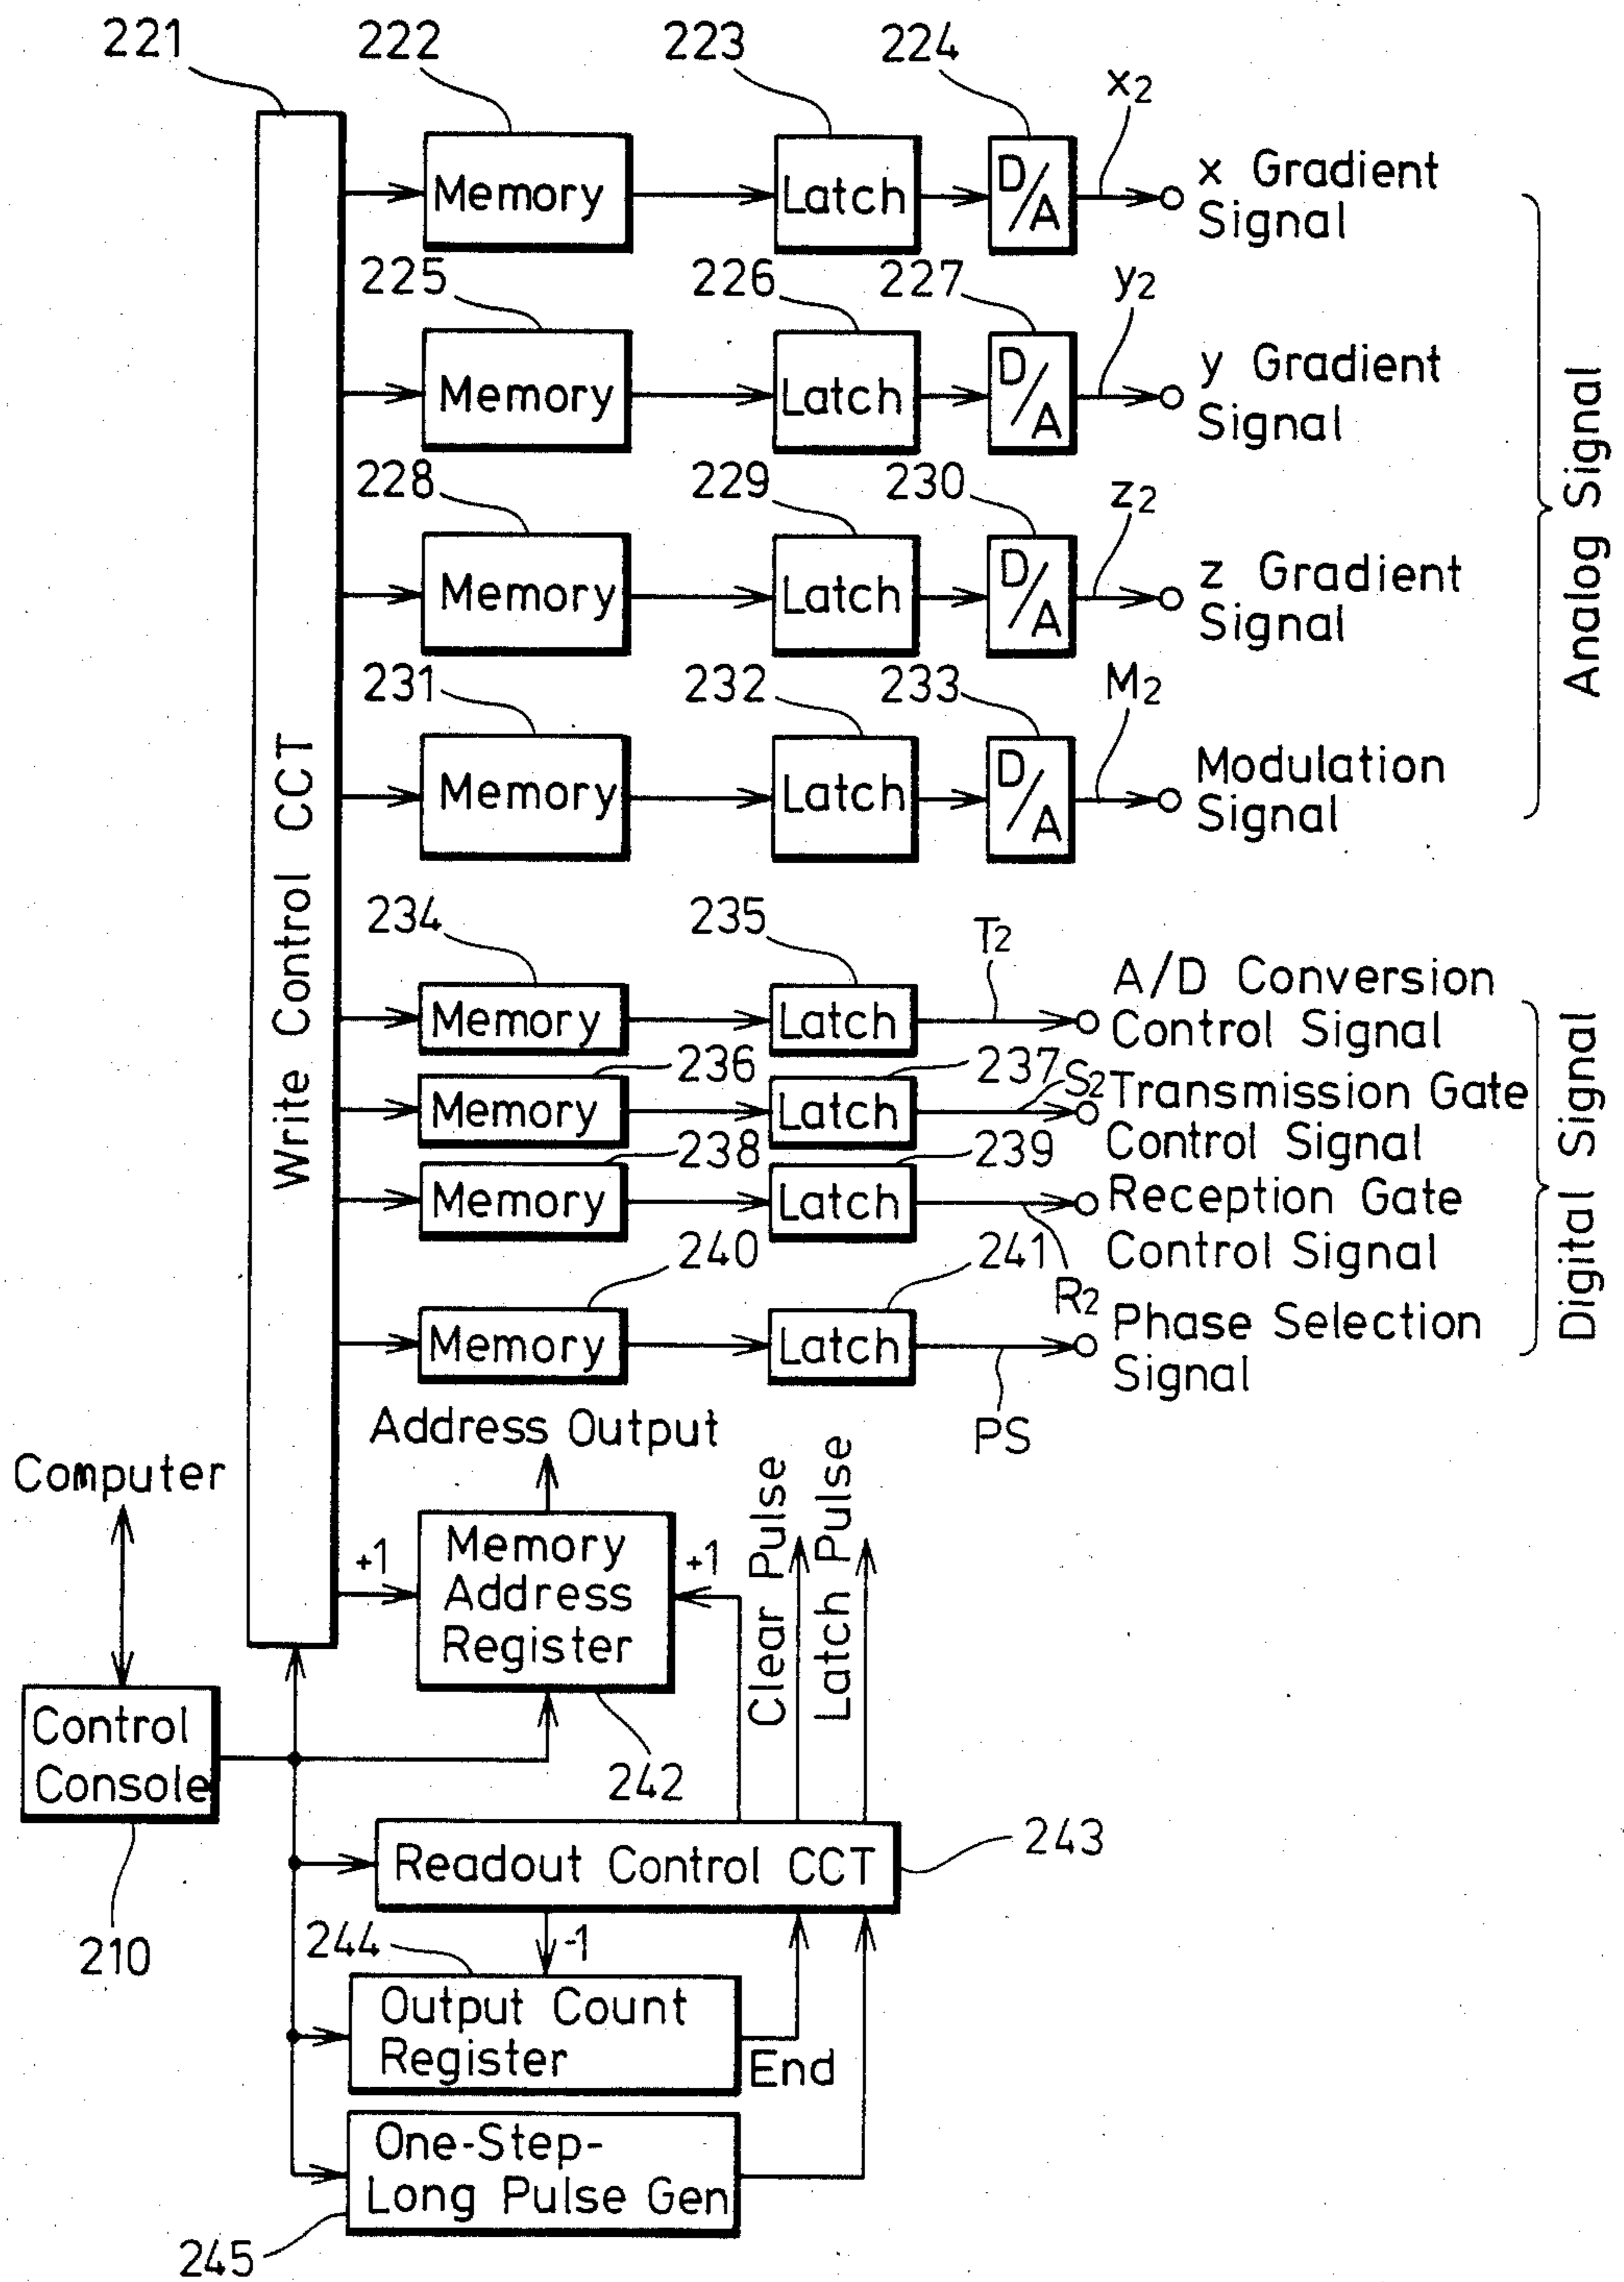 221
222
223
224
x2
Memory
Latch
D/A
x Gradient
Signal
225
226
227
y2
Memory
Latch
D/A
y Gradient
Signal
228
229
230
z2
Memory
Latch
D/A
z Gradient
Signal
231
232
233
M2
Memory
Latch
D/A
Modulation
Signal
Analog Signal
Write Control CCT
234
235
T2
Memory
Latch
A/D Conversion
Control Signal
236
237
S2
Memory
Latch
Transmission Gate
Control Signal
238
239
Memory
Latch
Reception Gate
Control Signal
240
241
R2
Memory
Latch
Phase Selection
Signal
PS
Digital Signal
Address Output
Computer
+1
Memory
Address
Register
+1
Clear Pulse
Latch Pulse
Control
Console
242
210
Readout Control CCT
243
244
-1
Output Count
Register
End
One-Step-
Long Pulse Gen
245